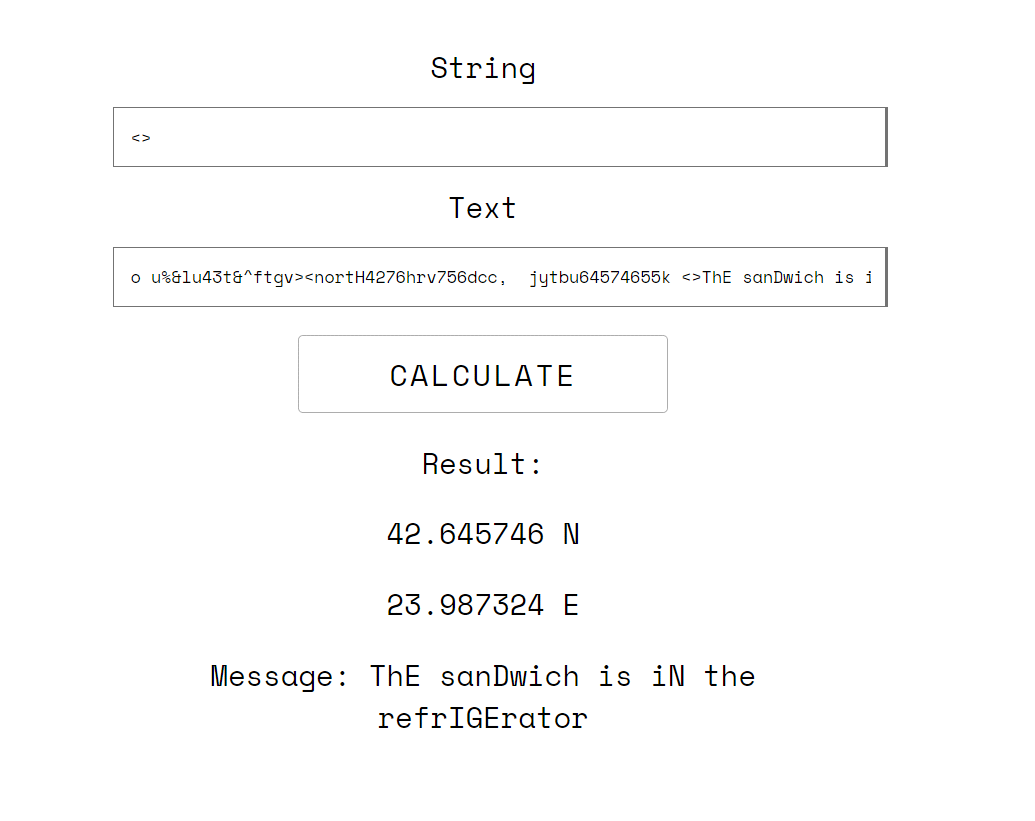 String
<>
Text
o u%&lu43t&^ftgv><nortH4276hrv756dcc,  jytbu64574655k <>ThE sanDwich is i
CALCULATE
Result:
42.645746 N
23.987324 E
Message: ThE sanDwich is iN the
refrIGErator